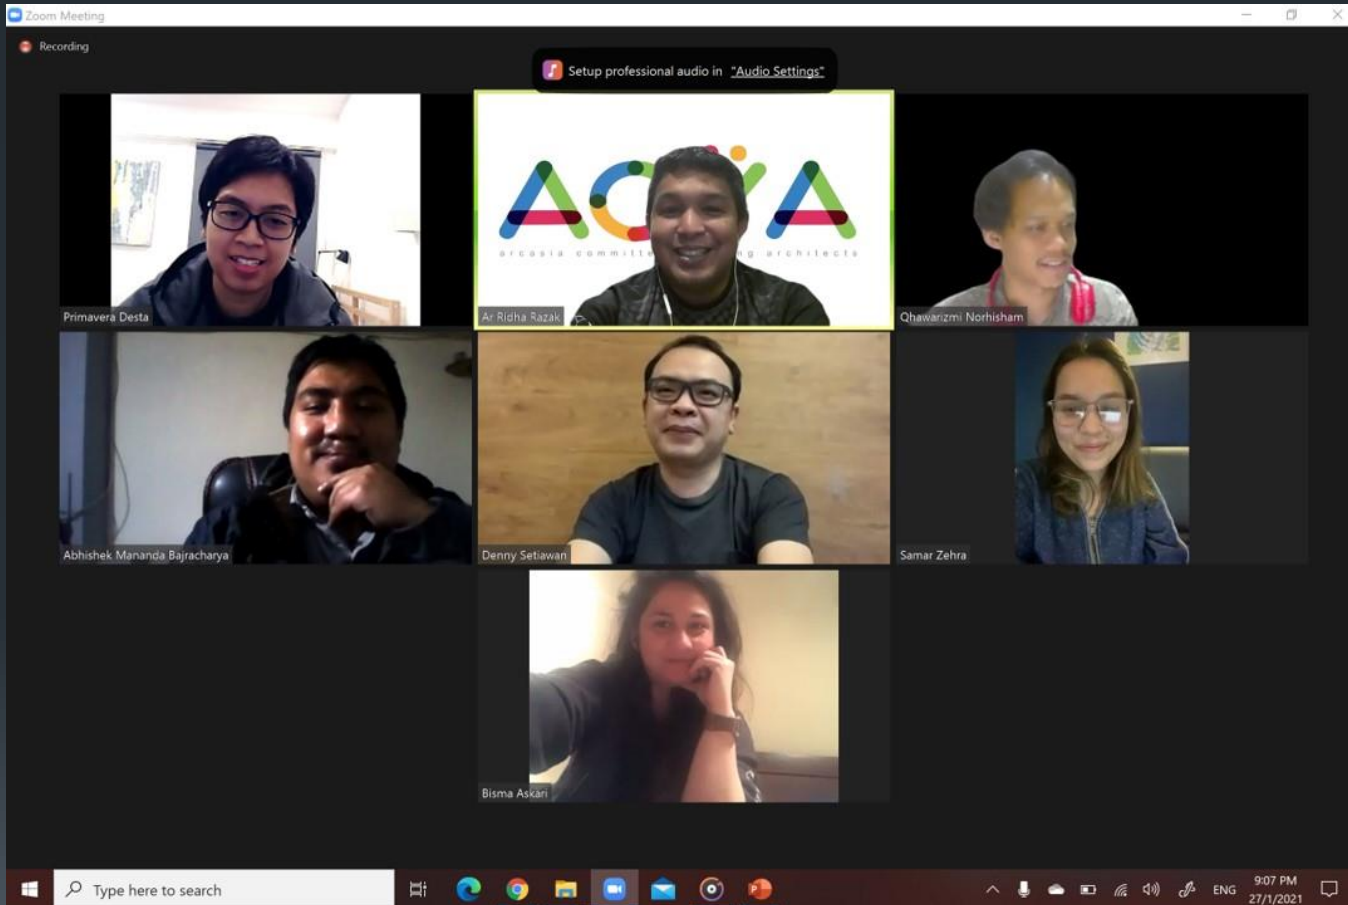 Zoom Meeting
Recording
Setup professional audio in "Audio Settings"
AC YA
arcasia committe g architects
Primavera Desta
Ar Ridha Razak
Qhawarizmi Norhisham
Abhishek Mananda Bajracharya
Denny Setiawan
Samar Zehra
Bisma Askari
Type here to search
ENG
9:07 PM
27/1/2021